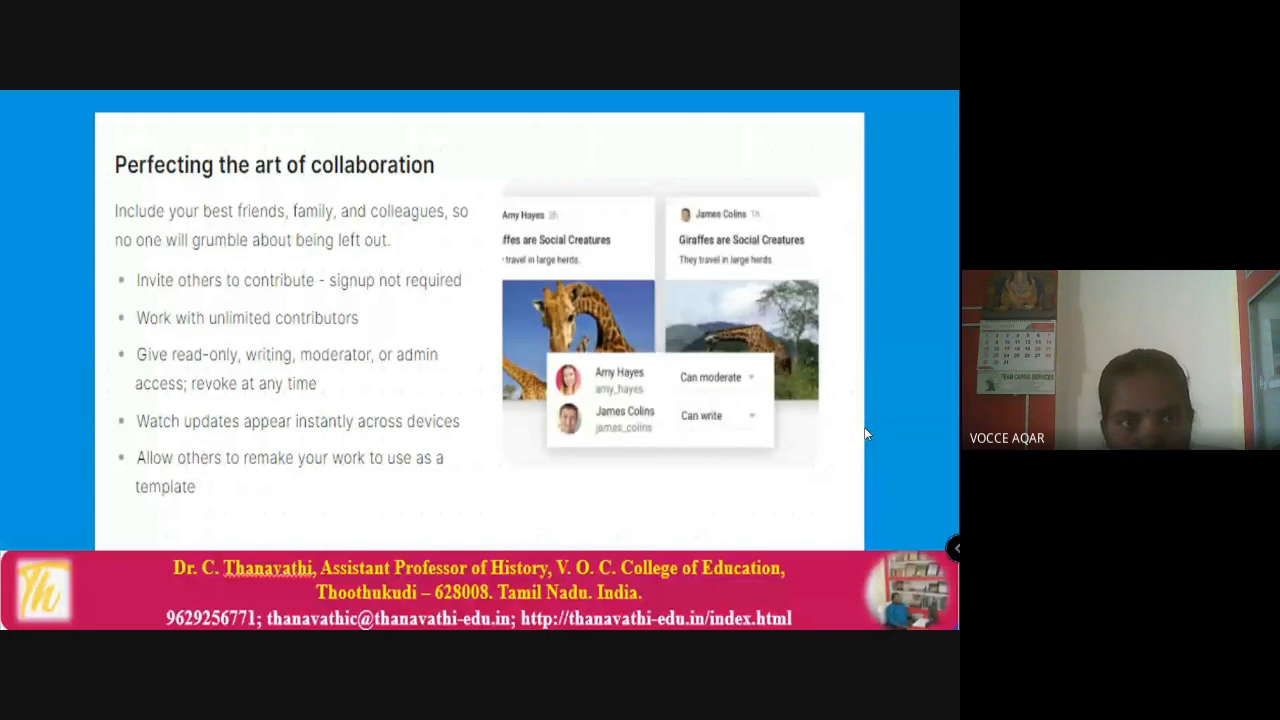 Perfecting the art of collaboration
Include your best friends, family, and colleagues, so
no one will grumble about being left out.
• Invite others to contribute - signup not required
• Work with unlimited contributors
• Give read-only, writing, moderator, or admin
access; revoke at any time
• Watch updates appear instantly across devices
• Allow others to remake your work to use as a
template
Amy Hayes 2h
ffes are Social Creatures
travel in large herds.
James Colins 1h
Giraffes are Social Creatures
They travel in large herds
Amy Hayes
amy_hayes
Can moderate
James Colins
james_colins
Can write
Th
Dr. C. Thanavathi, Assistant Professor of History, V. O. C. College of Education,
Thoothukudi – 628008. Tamil Nadu. India.
9629256771; thanavathic@thanavathi-edu.in; http://thanavathi-edu.in/index.html
TEAM CARGO SERVICES
VOCCE AQAR